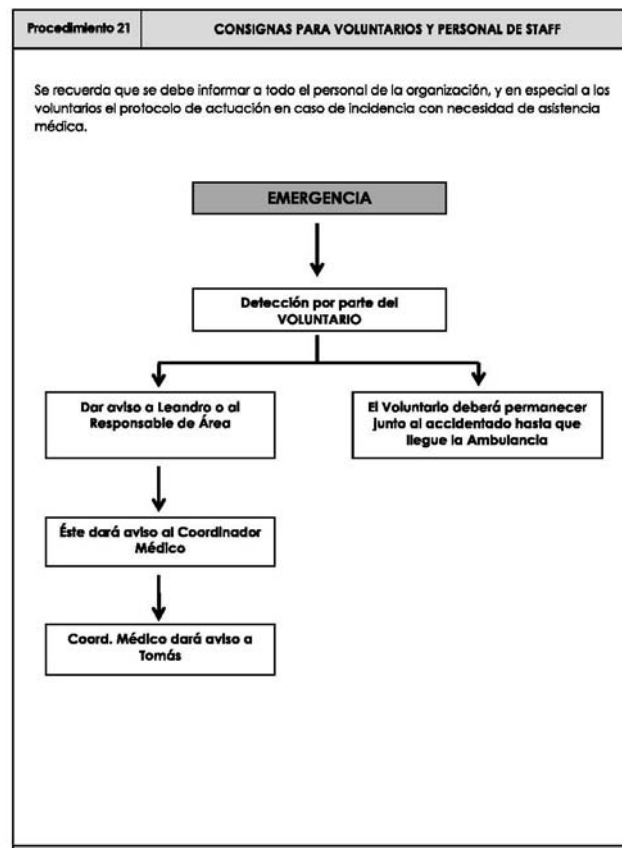 Procedimiento 21
CONSIGNAS PARA VOLUNTARIOS Y PERSONAL DE STAFF
Se recuerda que se debe informar a todo el personal de la organización, y en especial a los
voluntarios el protocolo de actuación en caso de incidencia con necesidad de asistencia
médica.
EMERGENCIA
Detección por parte del
VOLUNTARIO
Dar aviso a Leandro o al
Responsable de Área
El Voluntario deberá permanecer
junto al accidentado hasta que
llegue la Ambulancia
Éste dará aviso al Coordinador
Médico
Coord. Médico dará aviso a
Tomás